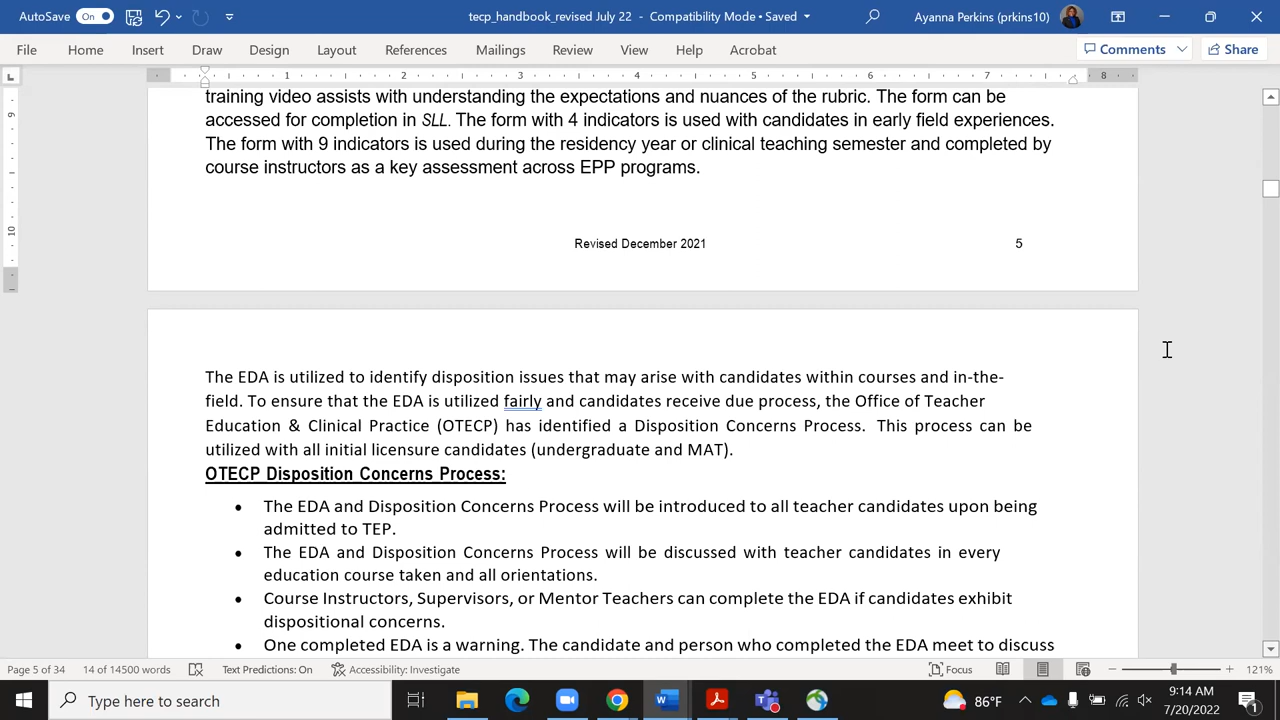 AutoSave On tecp_handbook_revised July 22 - Compatibility Mode • Saved Ayanna Perkins (prkins10)
File Home Insert Draw Design Layout References Mailings Review View Help Acrobat Comments Share
1 2 3 4 5 6 7 8
9
10
training video assists with understanding the expectations and nuances of the rubric. The form can be
accessed for completion in SLL. The form with 4 indicators is used with candidates in early field experiences.
The form with 9 indicators is used during the residency year or clinical teaching semester and completed by
course instructors as a key assessment across EPP programs.
Revised December 2021 5
The EDA is utilized to identify disposition issues that may arise with candidates within courses and in-the-
field. To ensure that the EDA is utilized fairly and candidates receive due process, the Office of Teacher
Education & Clinical Practice (OTECP) has identified a Disposition Concerns Process. This process can be
utilized with all initial licensure candidates (undergraduate and MAT).
OTECP Disposition Concerns Process:
• The EDA and Disposition Concerns Process will be introduced to all teacher candidates upon being
admitted to TEP.
• The EDA and Disposition Concerns Process will be discussed with teacher candidates in every
education course taken and all orientations.
• Course Instructors, Supervisors, or Mentor Teachers can complete the EDA if candidates exhibit
dispositional concerns.
• One completed EDA is a warning. The candidate and person who completed the EDA meet to discuss
Page 5 of 34 14 of 14500 words Text Predictions: On Accessibility: Investigate Focus 121%
Type here to search 86°F 9:14 AM
7/20/2022 1